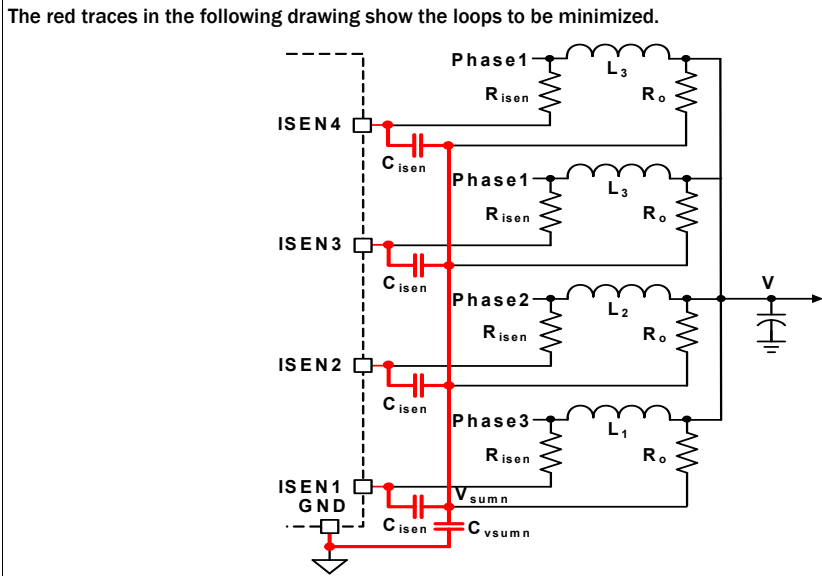 The red traces in the following drawing show the loops to be minimized.
Phase1
L3
Risen
Ro
ISEN4
Cisen
Phase1
L3
Risen
Ro
ISEN3
Cisen
Phase2
L2
V
Risen
Ro
ISEN2
Cisen
Phase3
L1
Risen
Ro
ISEN1
Vsumn
GND
Cisen
Cvsumn